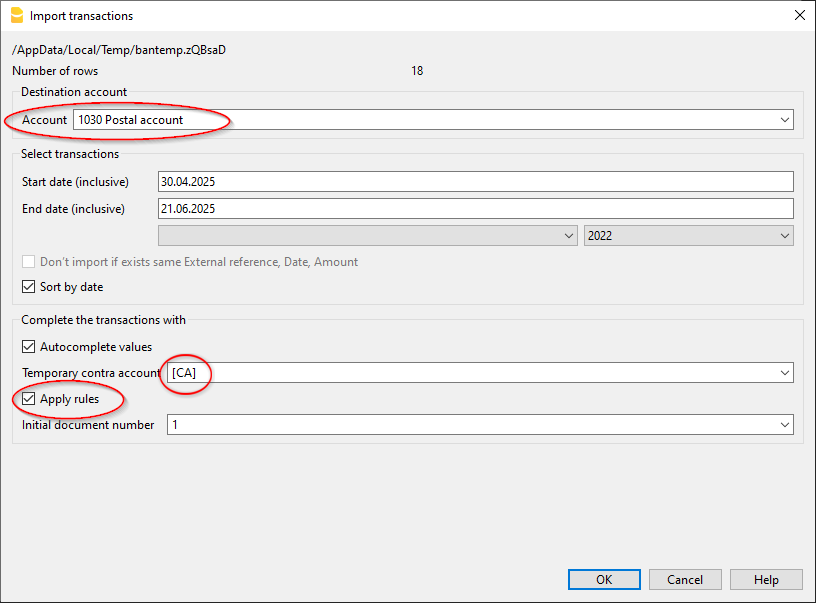 Import transactions
/AppData/Local/Temp/bantemp.zQBsaD
Number of rows 18
Destination account
Account 1030 Postal account
Select transactions
Start date (inclusive) 30.04.2025
End date (inclusive) 21.06.2025
2022
Don't import if exists same External reference, Date, Amount
Sort by date
Complete the transactions with
Autocomplete values
Temporary contra account [CA]
Apply rules
Initial document number 1
OK Cancel Help